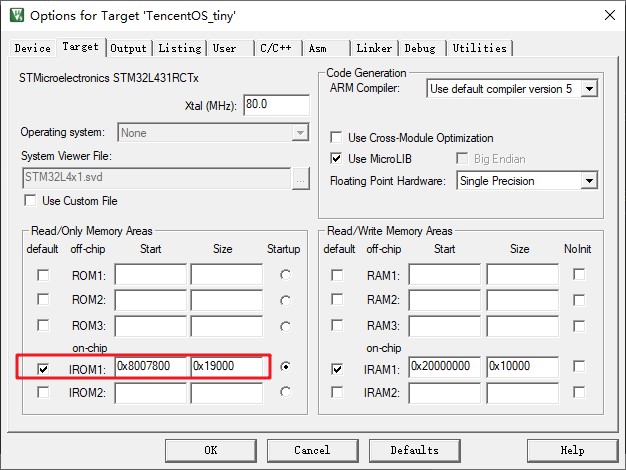 Options for Target 'TencentOS_tiny'
Device Target Output Listing User C/C++ Asm Linker Debug Utilities
STMicroelectronics STM32L431RCTx
Xtal (MHz): 80.0
Operating system: None
System Viewer File:
STM32L4x1.svd ...
Use Custom File
Code Generation
ARM Compiler: Use default compiler version 5
Use Cross-Module Optimization
Use MicroLIB Big Endian
Floating Point Hardware: Single Precision
Read/Only Memory Areas
default off-chip Start Size Startup
ROM1:
ROM2:
ROM3:
on-chip
IROM1: 0x8007800 0x19000
IROM2:
Read/Write Memory Areas
default off-chip Start Size NoInit
RAM1:
RAM2:
RAM3:
on-chip
IRAM1: 0x20000000 0x10000
IRAM2:
OK Cancel Defaults Help